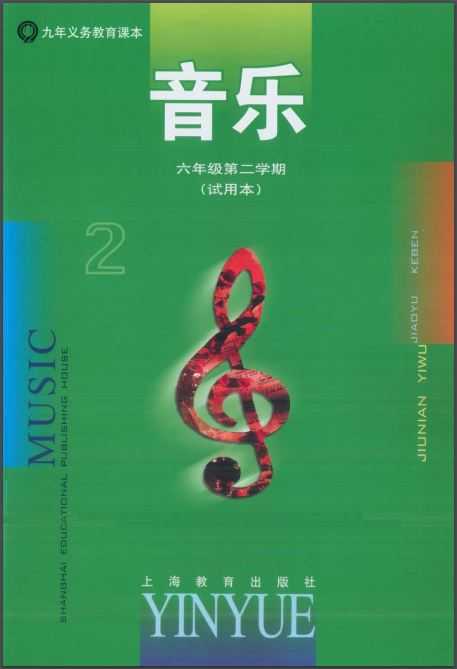 九年义务教育课本
音乐
六年级第二学期
（试用本）
2
MUSIC
SHANGHAI EDUCATIONAL PUBLISHING HOUSE
JIUNIAN YIWU
JIAOYU KEBEN
上海教育出版社
YINYUE